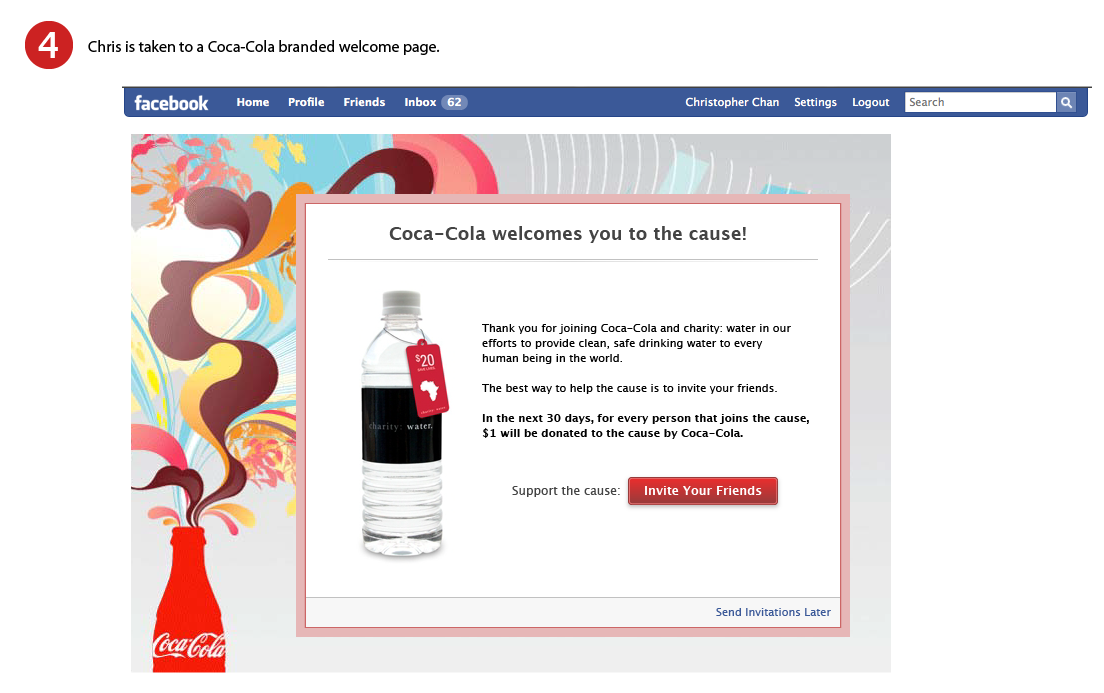 4
Chris is taken to a Coca-Cola branded welcome page.
facebook Home Profile Friends Inbox 62 Christopher Chan Settings Logout Search
Coca-Cola welcomes you to the cause!
$20
charity: water.
Thank you for joining Coca-Cola and charity: water in our
efforts to provide clean, safe drinking water to every
human being in the world.
The best way to help the cause is to invite your friends.
In the next 30 days, for every person that joins the cause,
$1 will be donated to the cause by Coca-Cola.
Support the cause: Invite Your Friends
Send Invitations Later
Coca-Cola